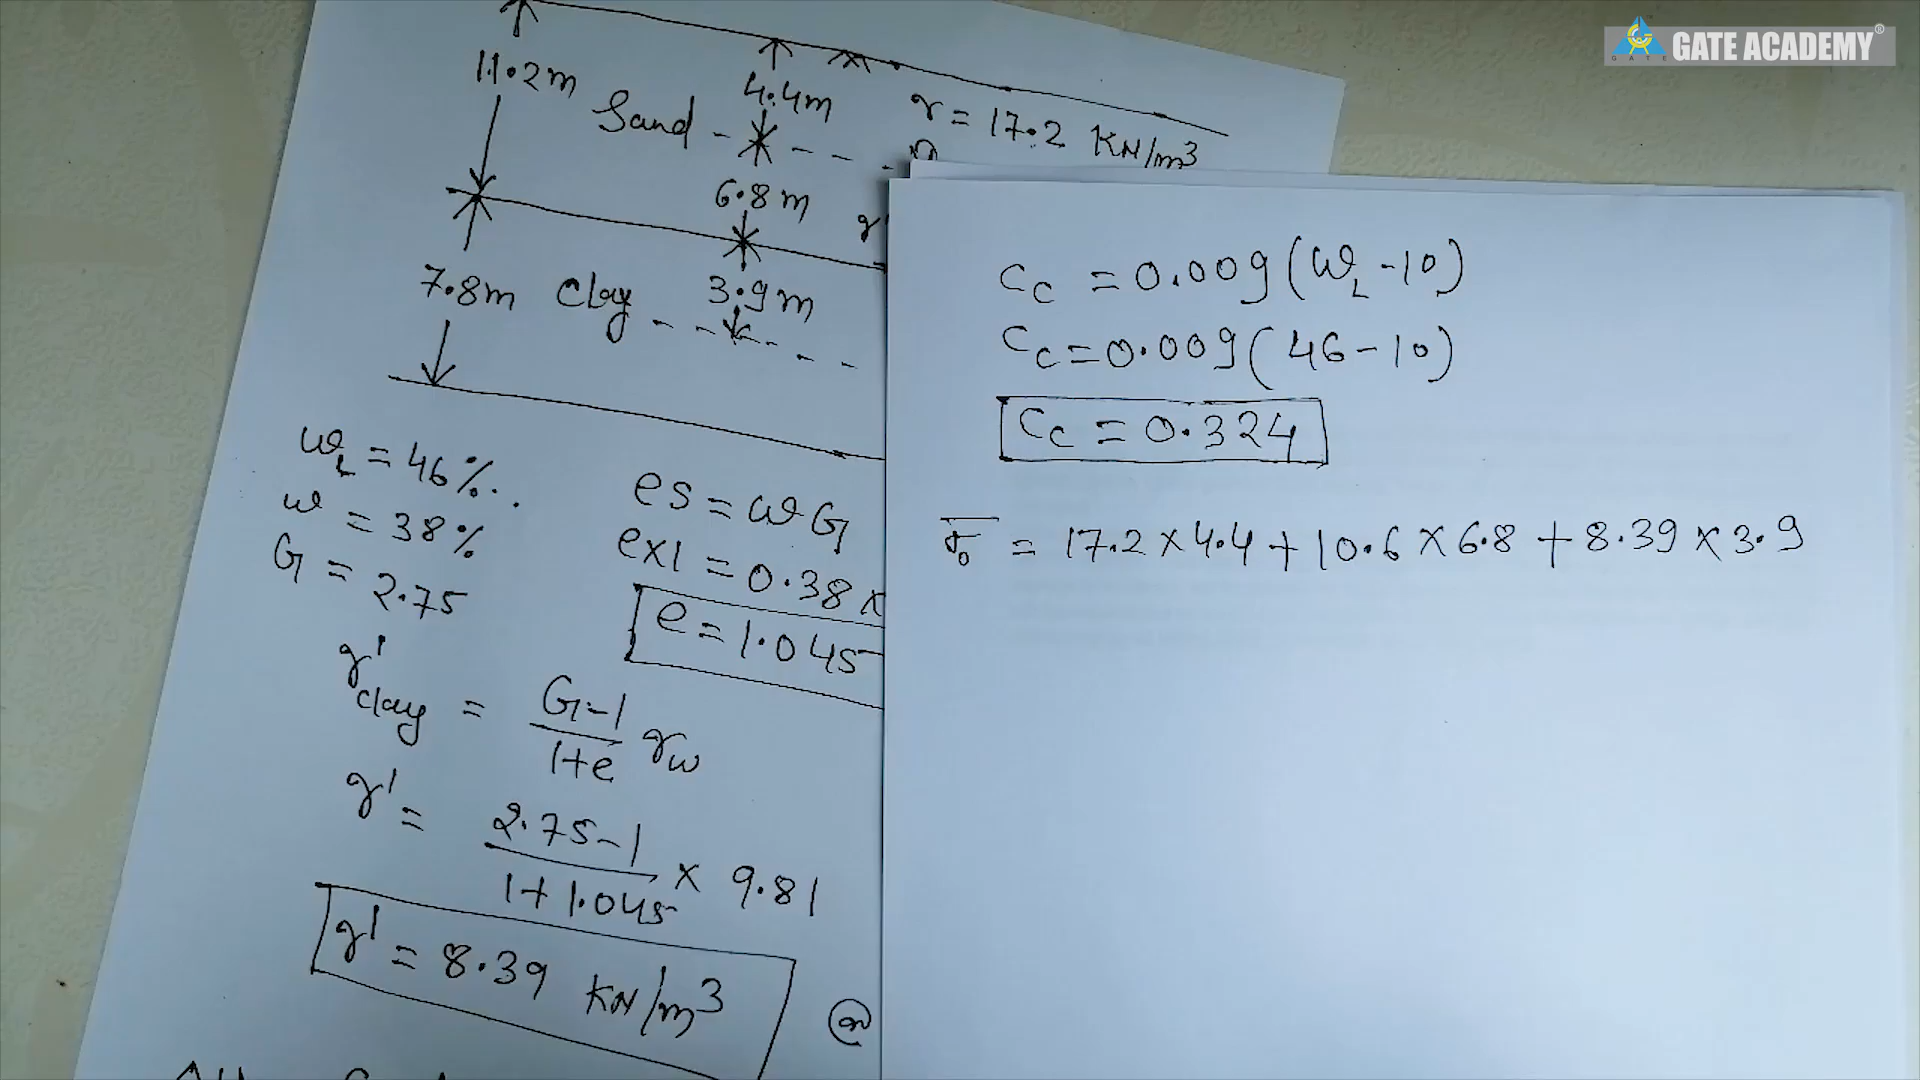 GATE ACADEMY®
GATE
11.2m
4.4m
Sand
γ = 17.2 KN/m3
6.8m
γ'
7.8m Clay 3.9m
wL = 46%.
w = 38%
G = 2.75
es = wG
ex1 = 0.38 x
e = 1.045
γ'clay = G-1/1+e γw
γ' = 2.75-1/1+1.045 x 9.81
γ' = 8.39 KN/m3
Cc = 0.009(wL-10)
Cc = 0.009(46-10)
Cc = 0.324
σ̄0 = 17.2 x 4.4 + 10.6 x 6.8 + 8.39 x 3.9